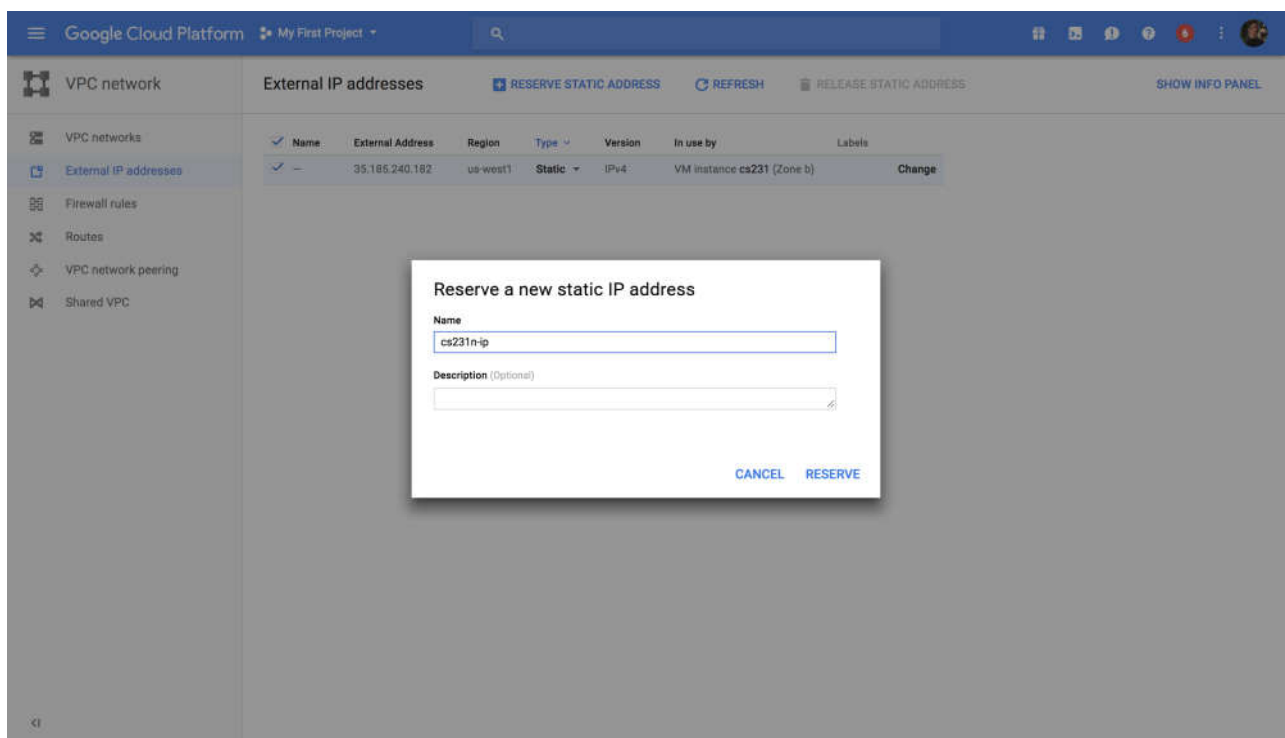 Google Cloud Platform My First Project
VPC network External IP addresses RESERVE STATIC ADDRESS REFRESH RELEASE STATIC ADDRESS SHOW INFO PANEL
VPC networks
External IP addresses
Firewall rules
Routes
VPC network peering
Shared VPC
Name External Address Region Type Version In use by Labels
— 35.185.240.182 us-west1 Static IPv4 VM instance cs231 (Zone b) Change
Reserve a new static IP address
Name
cs231n-ip
Description (Optional)
CANCEL RESERVE